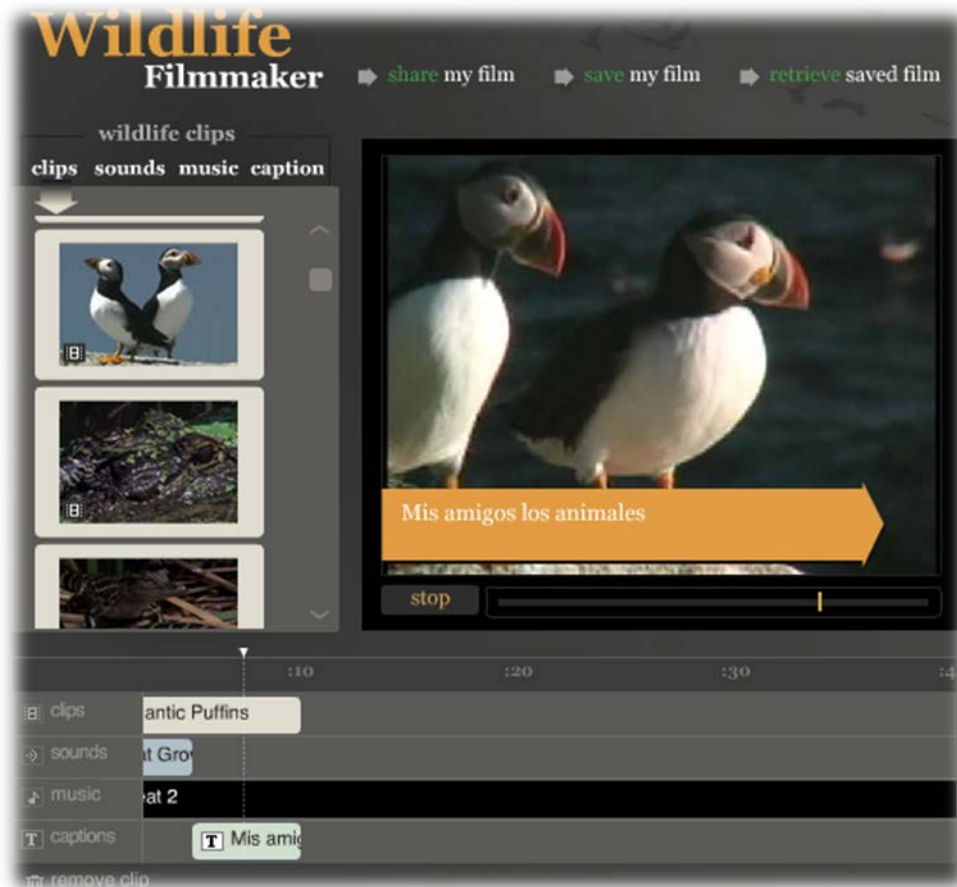 Wildlife
Filmmaker
share my film
save my film
retrieve saved film
wildlife clips
clips sounds music caption
Mis amigos los animales
stop
:10 :20 :30 :4
clips antic Puffins
sounds at Gro
music eat 2
captions T Mis amig
remove clip